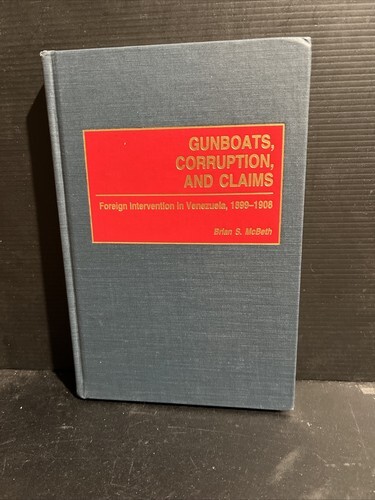 GUNBOATS,
CORRUPTION,
AND CLAIMS
Foreign Intervention in Venezuela, 1899–1908
Brian S. McBeth